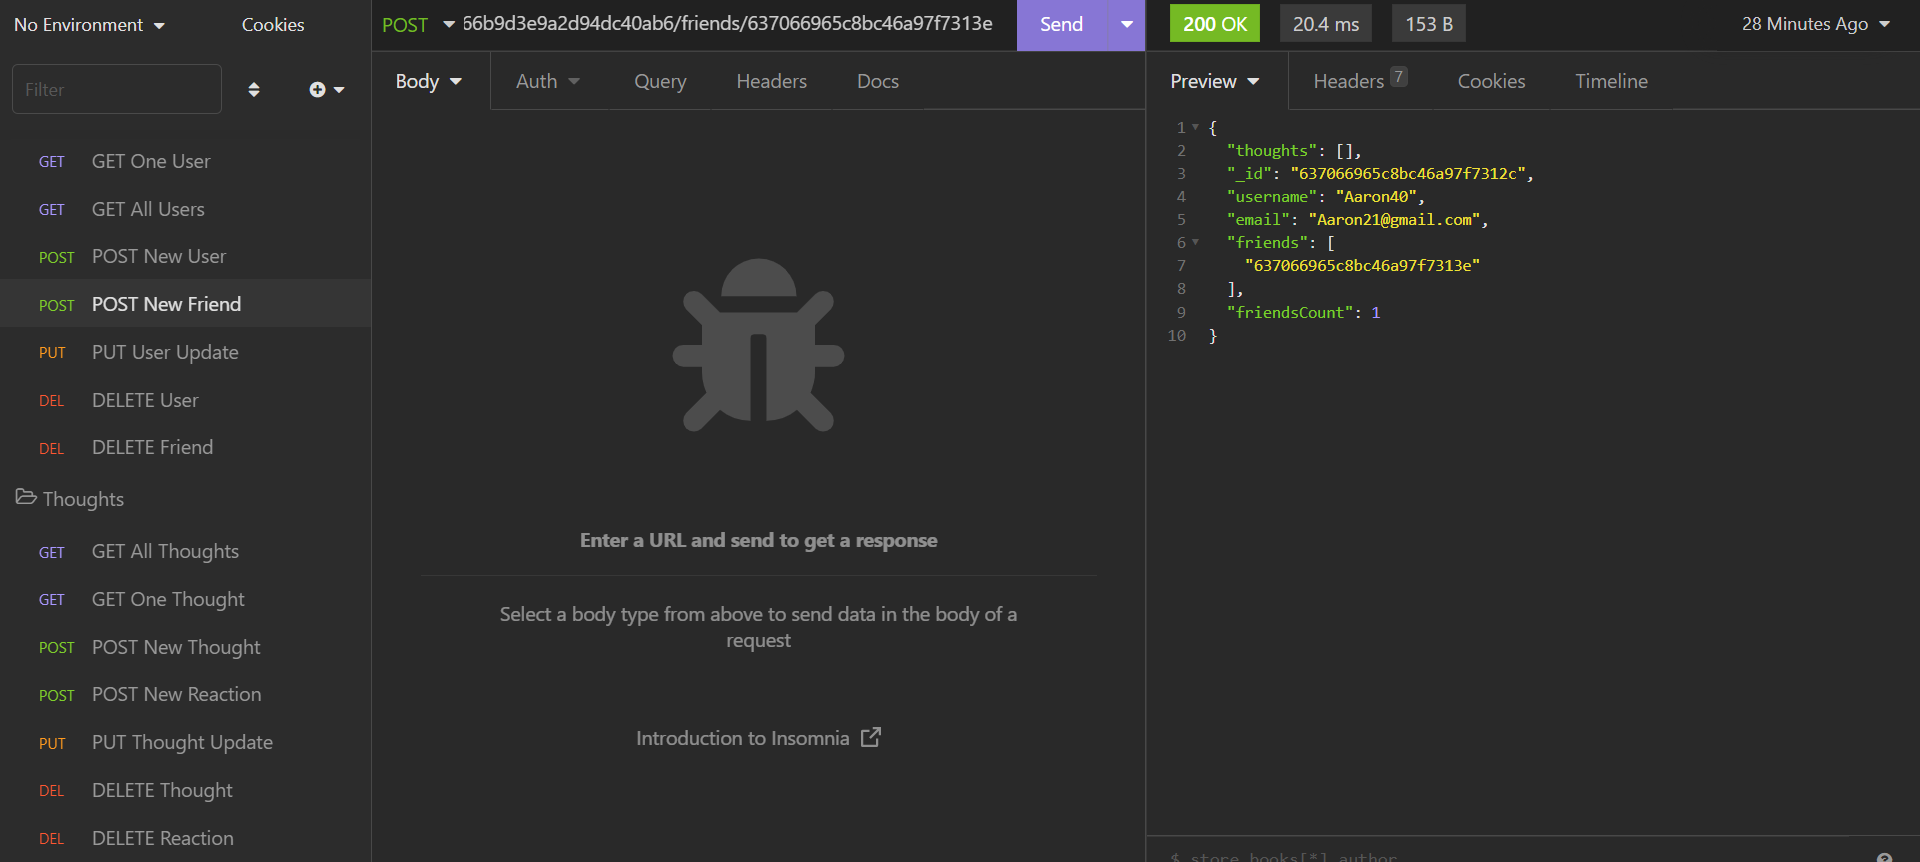 No Environment
Cookies
Filter
GET GET One User
GET GET All Users
POST POST New User
POST POST New Friend
PUT PUT User Update
DEL DELETE User
DEL DELETE Friend
Thoughts
GET GET All Thoughts
GET GET One Thought
POST POST New Thought
POST POST New Reaction
PUT PUT Thought Update
DEL DELETE Thought
DEL DELETE Reaction
POST 66b9d3e9a2d94dc40ab6/friends/637066965c8bc46a97f7313e Send
Body Auth Query Headers Docs
Enter a URL and send to get a response
Select a body type from above to send data in the body of a
request
Introduction to Insomnia
200 OK 20.4 ms 153 B 28 Minutes Ago
Preview Headers 7 Cookies Timeline
1 {
2 "thoughts": [],
3 "_id": "637066965c8bc46a97f7312c",
4 "username": "Aaron40",
5 "email": "Aaron21@gmail.com",
6 "friends": [
7 "637066965c8bc46a97f7313e"
8 ],
9 "friendsCount": 1
10 }
$.store.books[*].author